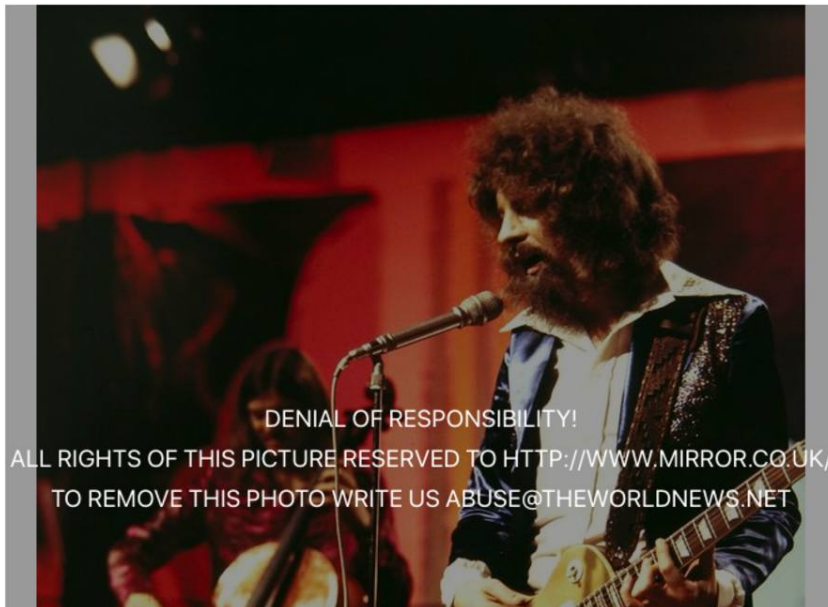 DENIAL OF RESPONSIBILITY!
ALL RIGHTS OF THIS PICTURE RESERVED TO HTTP://WWW.MIRROR.CO.UK/
TO REMOVE THIS PHOTO WRITE US ABUSE@THEWORLDNEWS.NET